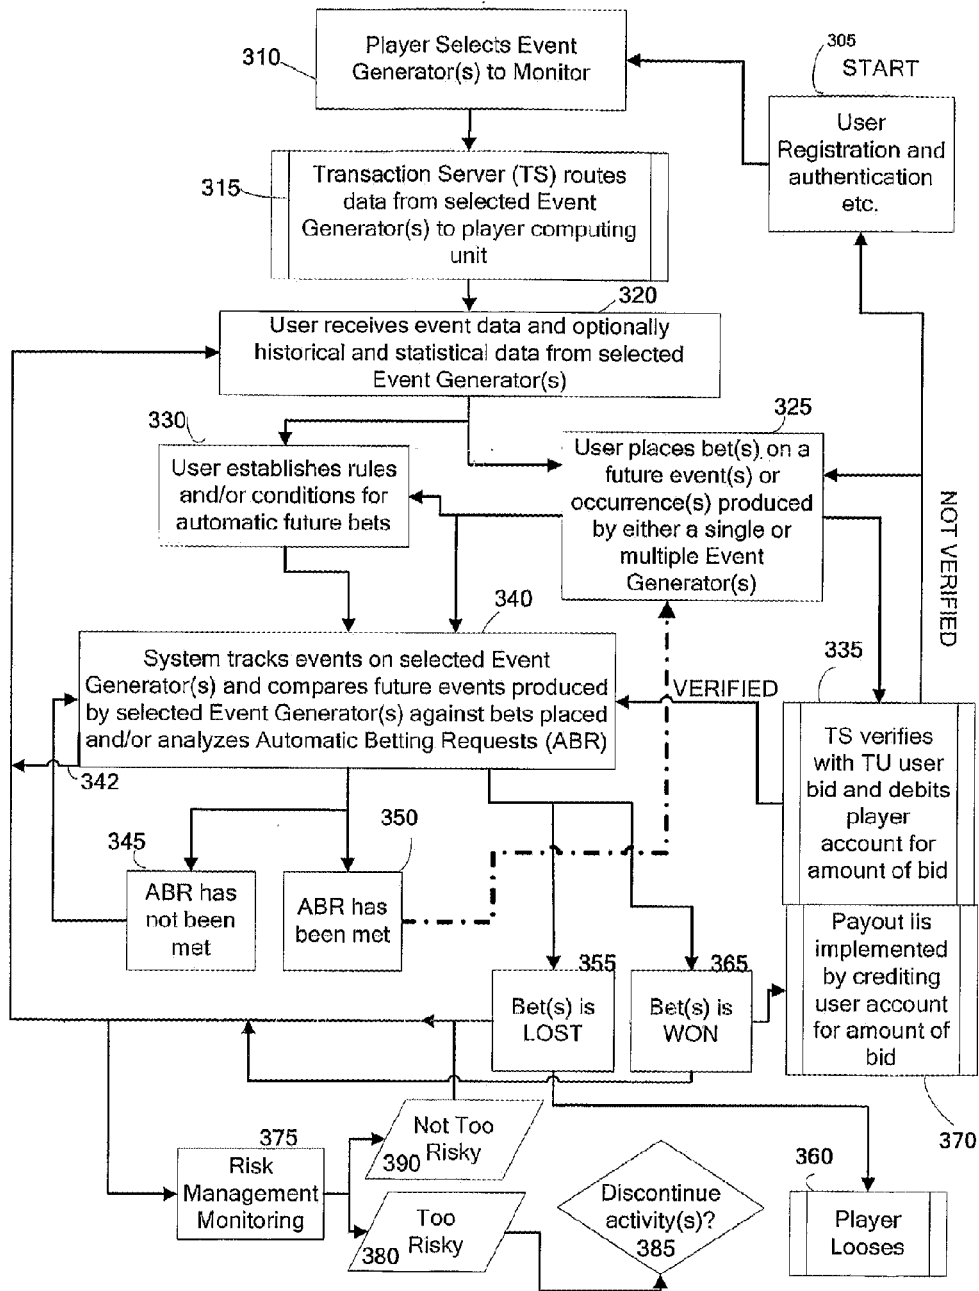 305
START
User
Registration and
authentication
etc.
310
Player Selects Event
Generator(s) to Monitor
315
Transaction Server (TS) routes
data from selected Event
Generator(s) to player computing
unit
320
User receives event data and optionally
historical and statistical data from selected
Event Generator(s)
330
User establishes rules
and/or conditions for
automatic future bets
325
User places bet(s) on a
future event(s) or
occurrence(s) produced
by either a single or
multiple Event
Generator(s)
NOT VERIFIED
335
TS verifies
with TU user
bid and debits
player
account for
amount of bid
VERIFIED
340
System tracks events on selected Event
Generator(s) and compares future events produced
by selected Event Generator(s) against bets placed
and/or analyzes Automatic Betting Requests (ABR)
342
345
ABR has
not been
met
350
ABR has
been met
355
Bet(s) is
LOST
365
Bet(s) is
WON
Payout iis
implemented
by crediting
user account
for amount of
bid
370
375
Risk
Management
Monitoring
Not Too
Risky
390
Too
Risky
380
Discontinue
activity(s)?
385
360
Player
Looses